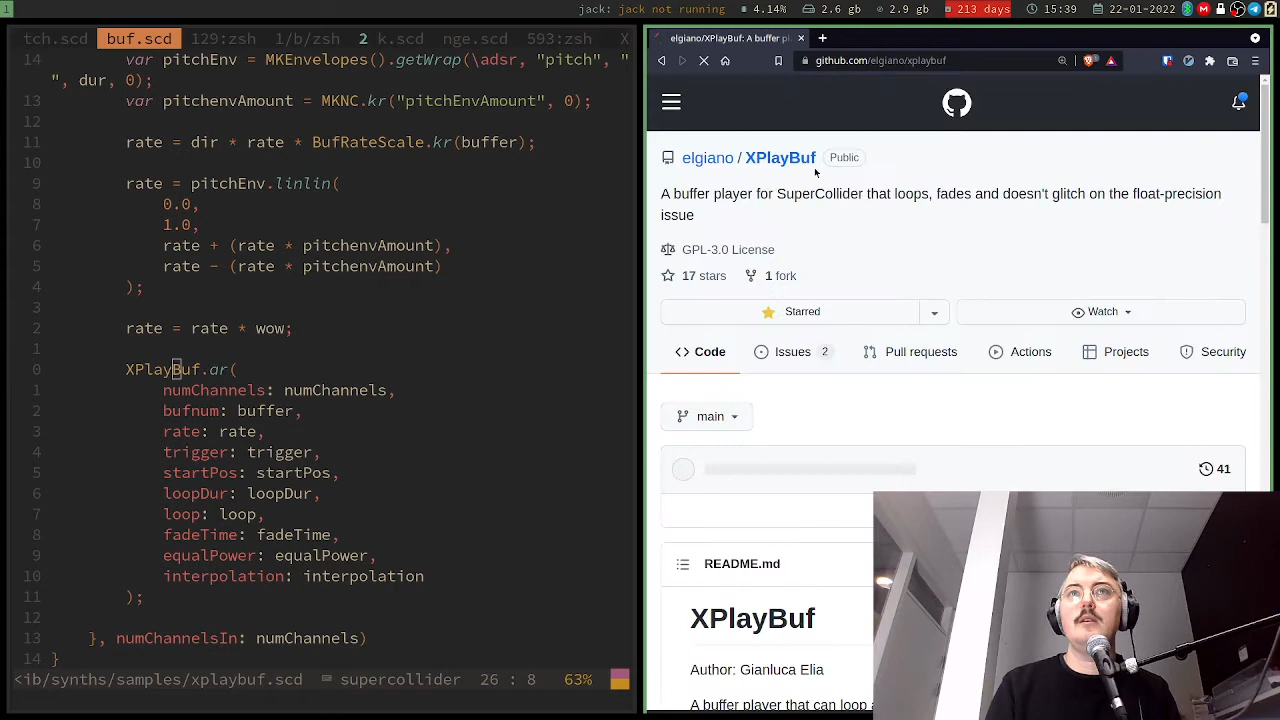 1
jack: jack not running
4.14%
2.6 gb
2.9 gb
213 days
15:39
22-01-2022
tch.scd buf.scd 129:zsh 1/b/zsh 2 k.scd nge.scd 593:zsh X
14 var pitchEnv = MKEnvelopes().getWrap(\adsr, "pitch", "
", dur, 0);
13 var pitchenvAmount = MKNC.kr("pitchEnvAmount", 0);
12
11 rate = dir * rate * BufRateScale.kr(buffer);
10
9 rate = pitchEnv.linlin(
8 0.0,
7 1.0,
6 rate + (rate * pitchenvAmount),
5 rate - (rate * pitchenvAmount)
4 );
3
2 rate = rate * wow;
1
0 XPlayBuf.ar(
1 numChannels: numChannels,
2 bufnum: buffer,
3 rate: rate,
4 trigger: trigger,
5 startPos: startPos,
6 loopDur: loopDur,
7 loop: loop,
8 fadeTime: fadeTime,
9 equalPower: equalPower,
10 interpolation: interpolation
11 );
12
13 }, numChannelsIn: numChannels)
14 }
<ib/synths/samples/xplaybuf.scd supercollider 26 : 8 63%
elgiano/XPlayBuf: A buffer pl
github.com/elgiano/xplaybuf
elgiano / XPlayBuf Public
A buffer player for SuperCollider that loops, fades and doesn't glitch on the float-precision
issue
GPL-3.0 License
17 stars 1 fork
Starred Watch
Code Issues 2 Pull requests Actions Projects Security
main
41
README.md
XPlayBuf
Author: Gianluca Elia
A buffer player that can loop